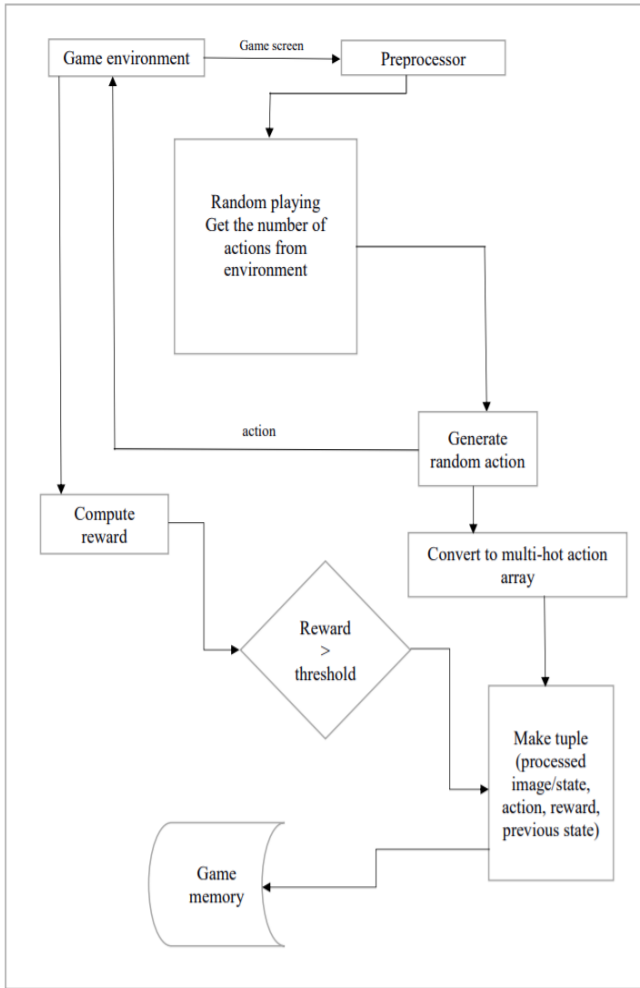 Game environment
Game screen
Preprocessor
Random playing
Get the number of
actions from
environment
action
Generate
random action
Compute
reward
Convert to multi-hot action
array
Reward
>
threshold
Make tuple
(processed
image/state,
action, reward,
previous state)
Game
memory